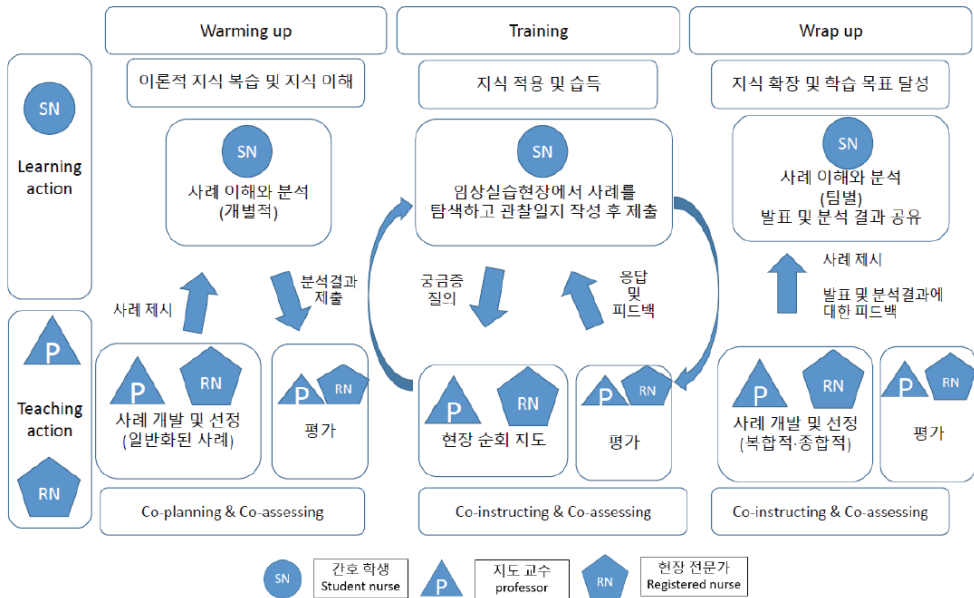 Warming up
Training
Wrap up
이론적 지식 복습 및 지식 이해
지식 적용 및 습득
지식 확장 및 학습 목표 달성
SN
Learning
action
SN
사례 이해와 분석
(개별적)
SN
임상실습현장에서 사례를
탐색하고 관찰일지 작성 후 제출
SN
사례 이해와 분석
(팀별)
발표 및 분석 결과 공유
사례 제시
분석결과
제출
궁금증
질의
응답
및
피드백
사례 제시
발표 및 분석결과에
대한 피드백
P
Teaching
action
RN
P
RN
사례 개발 및 선정
(일반화된 사례)
P
RN
평가
P
RN
현장 순회 지도
P
RN
평가
P
RN
사례 개발 및 선정
(복합적·종합적)
P
RN
평가
Co-planning & Co-assessing
Co-instructing & Co-assessing
Co-instructing & Co-assessing
SN
간호 학생
Student nurse
P
지도 교수
professor
RN
현장 전문가
Registered nurse